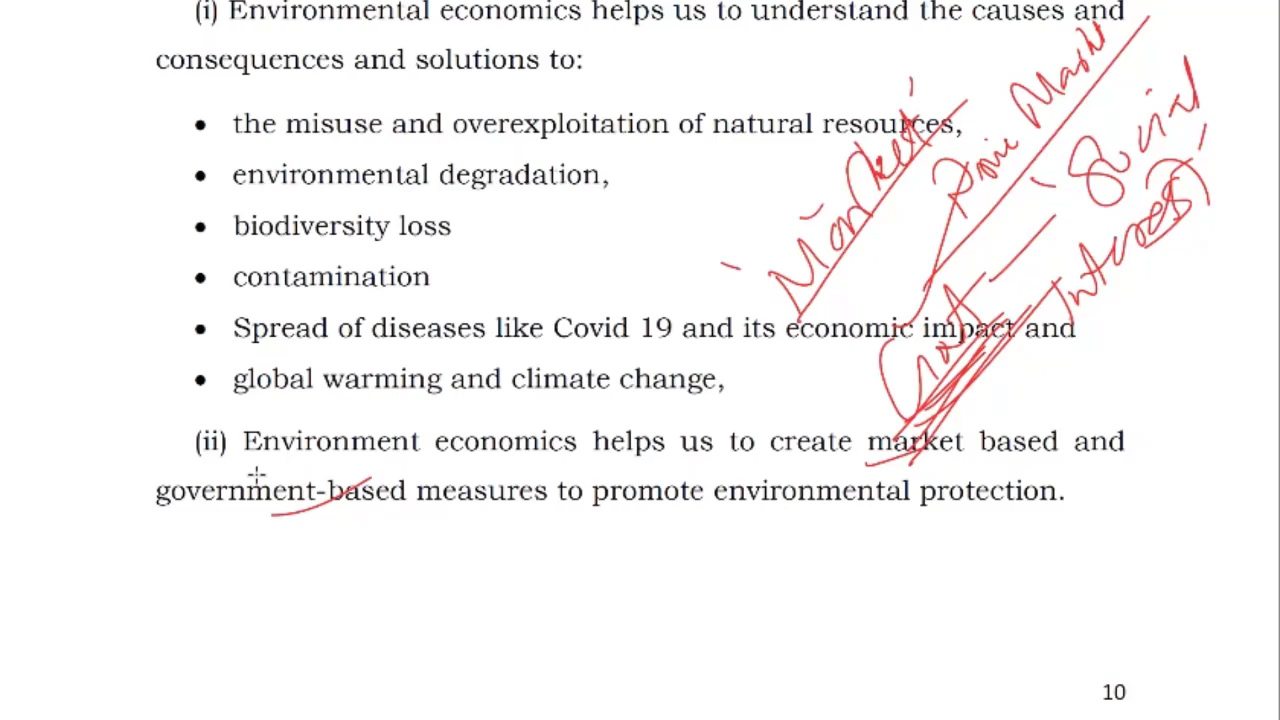 (i) Environmental economics helps us to understand the causes and
consequences and solutions to:
• the misuse and overexploitation of natural resources,
• environmental degradation,
• biodiversity loss
• contamination
• Spread of diseases like Covid 19 and its economic impact and
• global warming and climate change,
(ii) Environment economics helps us to create market based and
government-based measures to promote environmental protection.
Market
Social
Interest
10